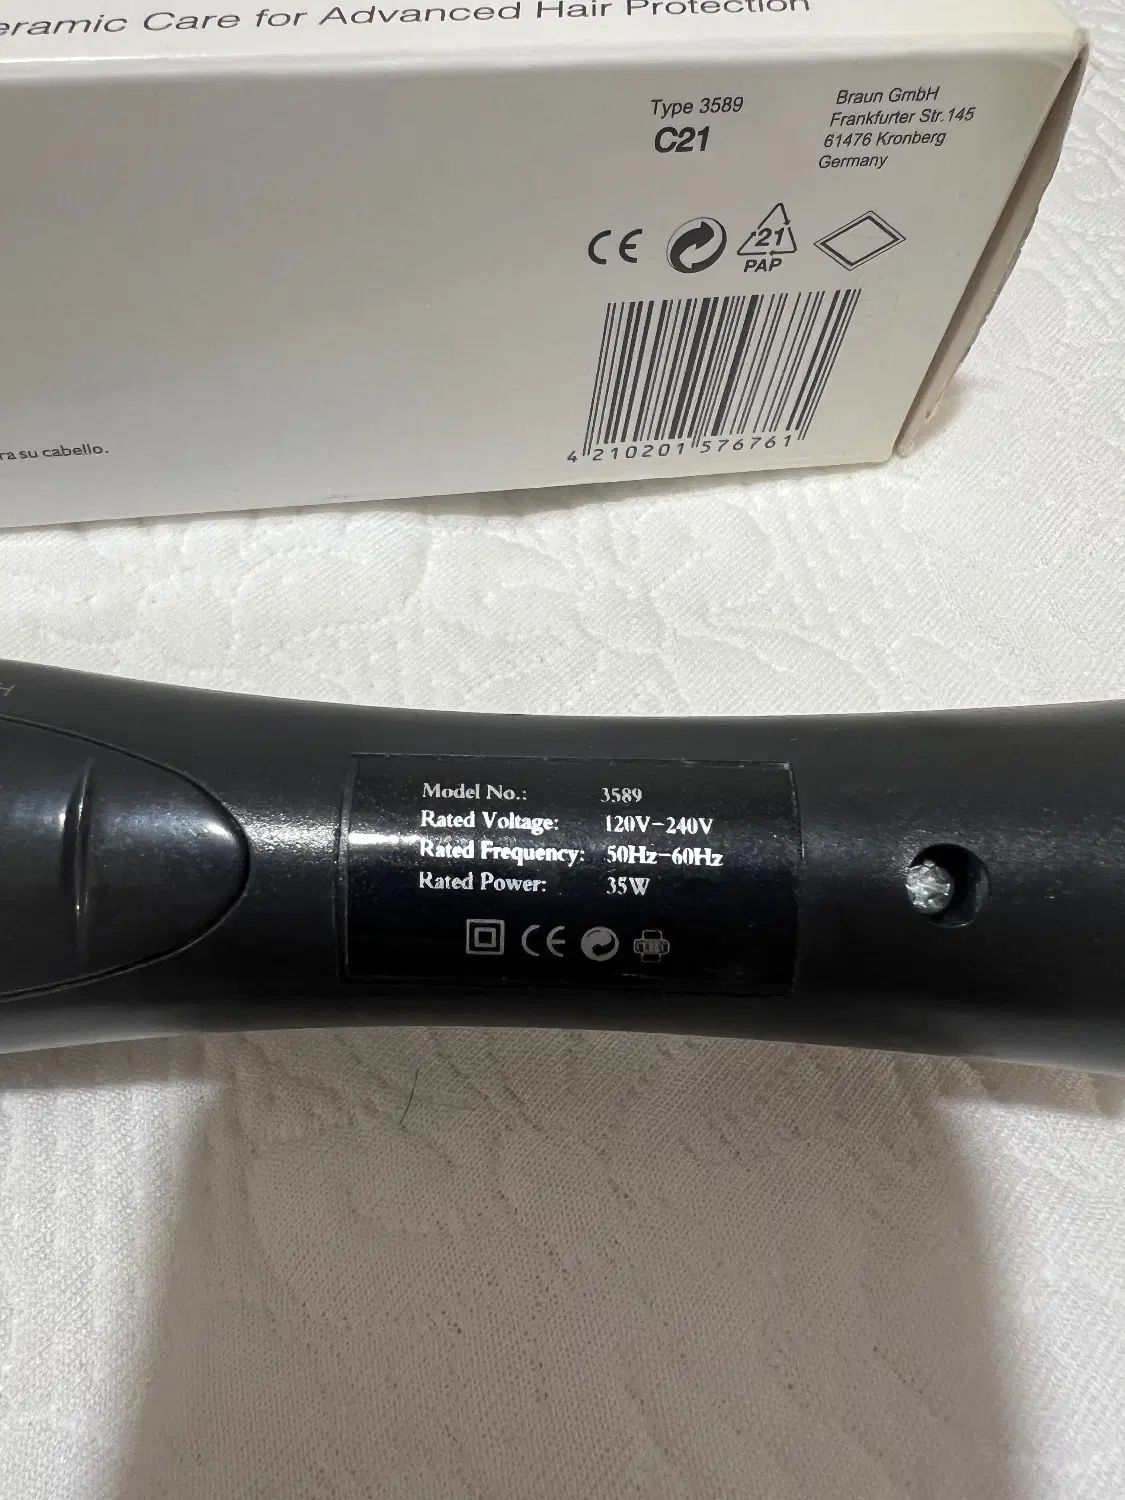 eramic Care for Advanced Hair Protection
Type 3589
C21
Braun GmbH
Frankfurter Str. 145
61476 Kronberg
Germany
CE
21
PAP
4 210201 576761
ra su cabello.
Model No.: 3589
Rated Voltage: 120V-240V
Rated Frequency: 50Hz-60Hz
Rated Power: 35W
CE